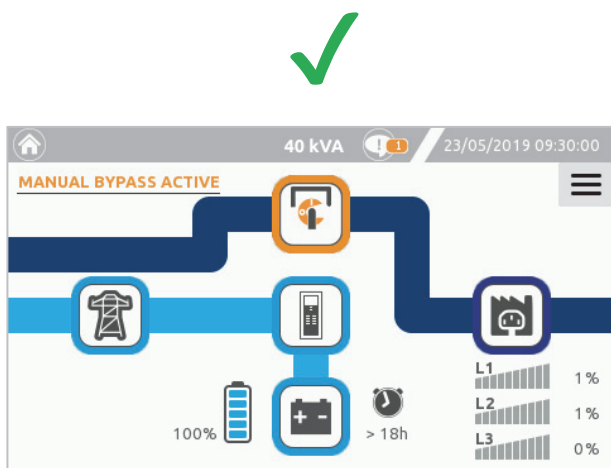 40 kVA
1
23/05/2019 09:30:00
MANUAL BYPASS ACTIVE
L1 1%
L2 1%
L3 0%
100%
> 18h